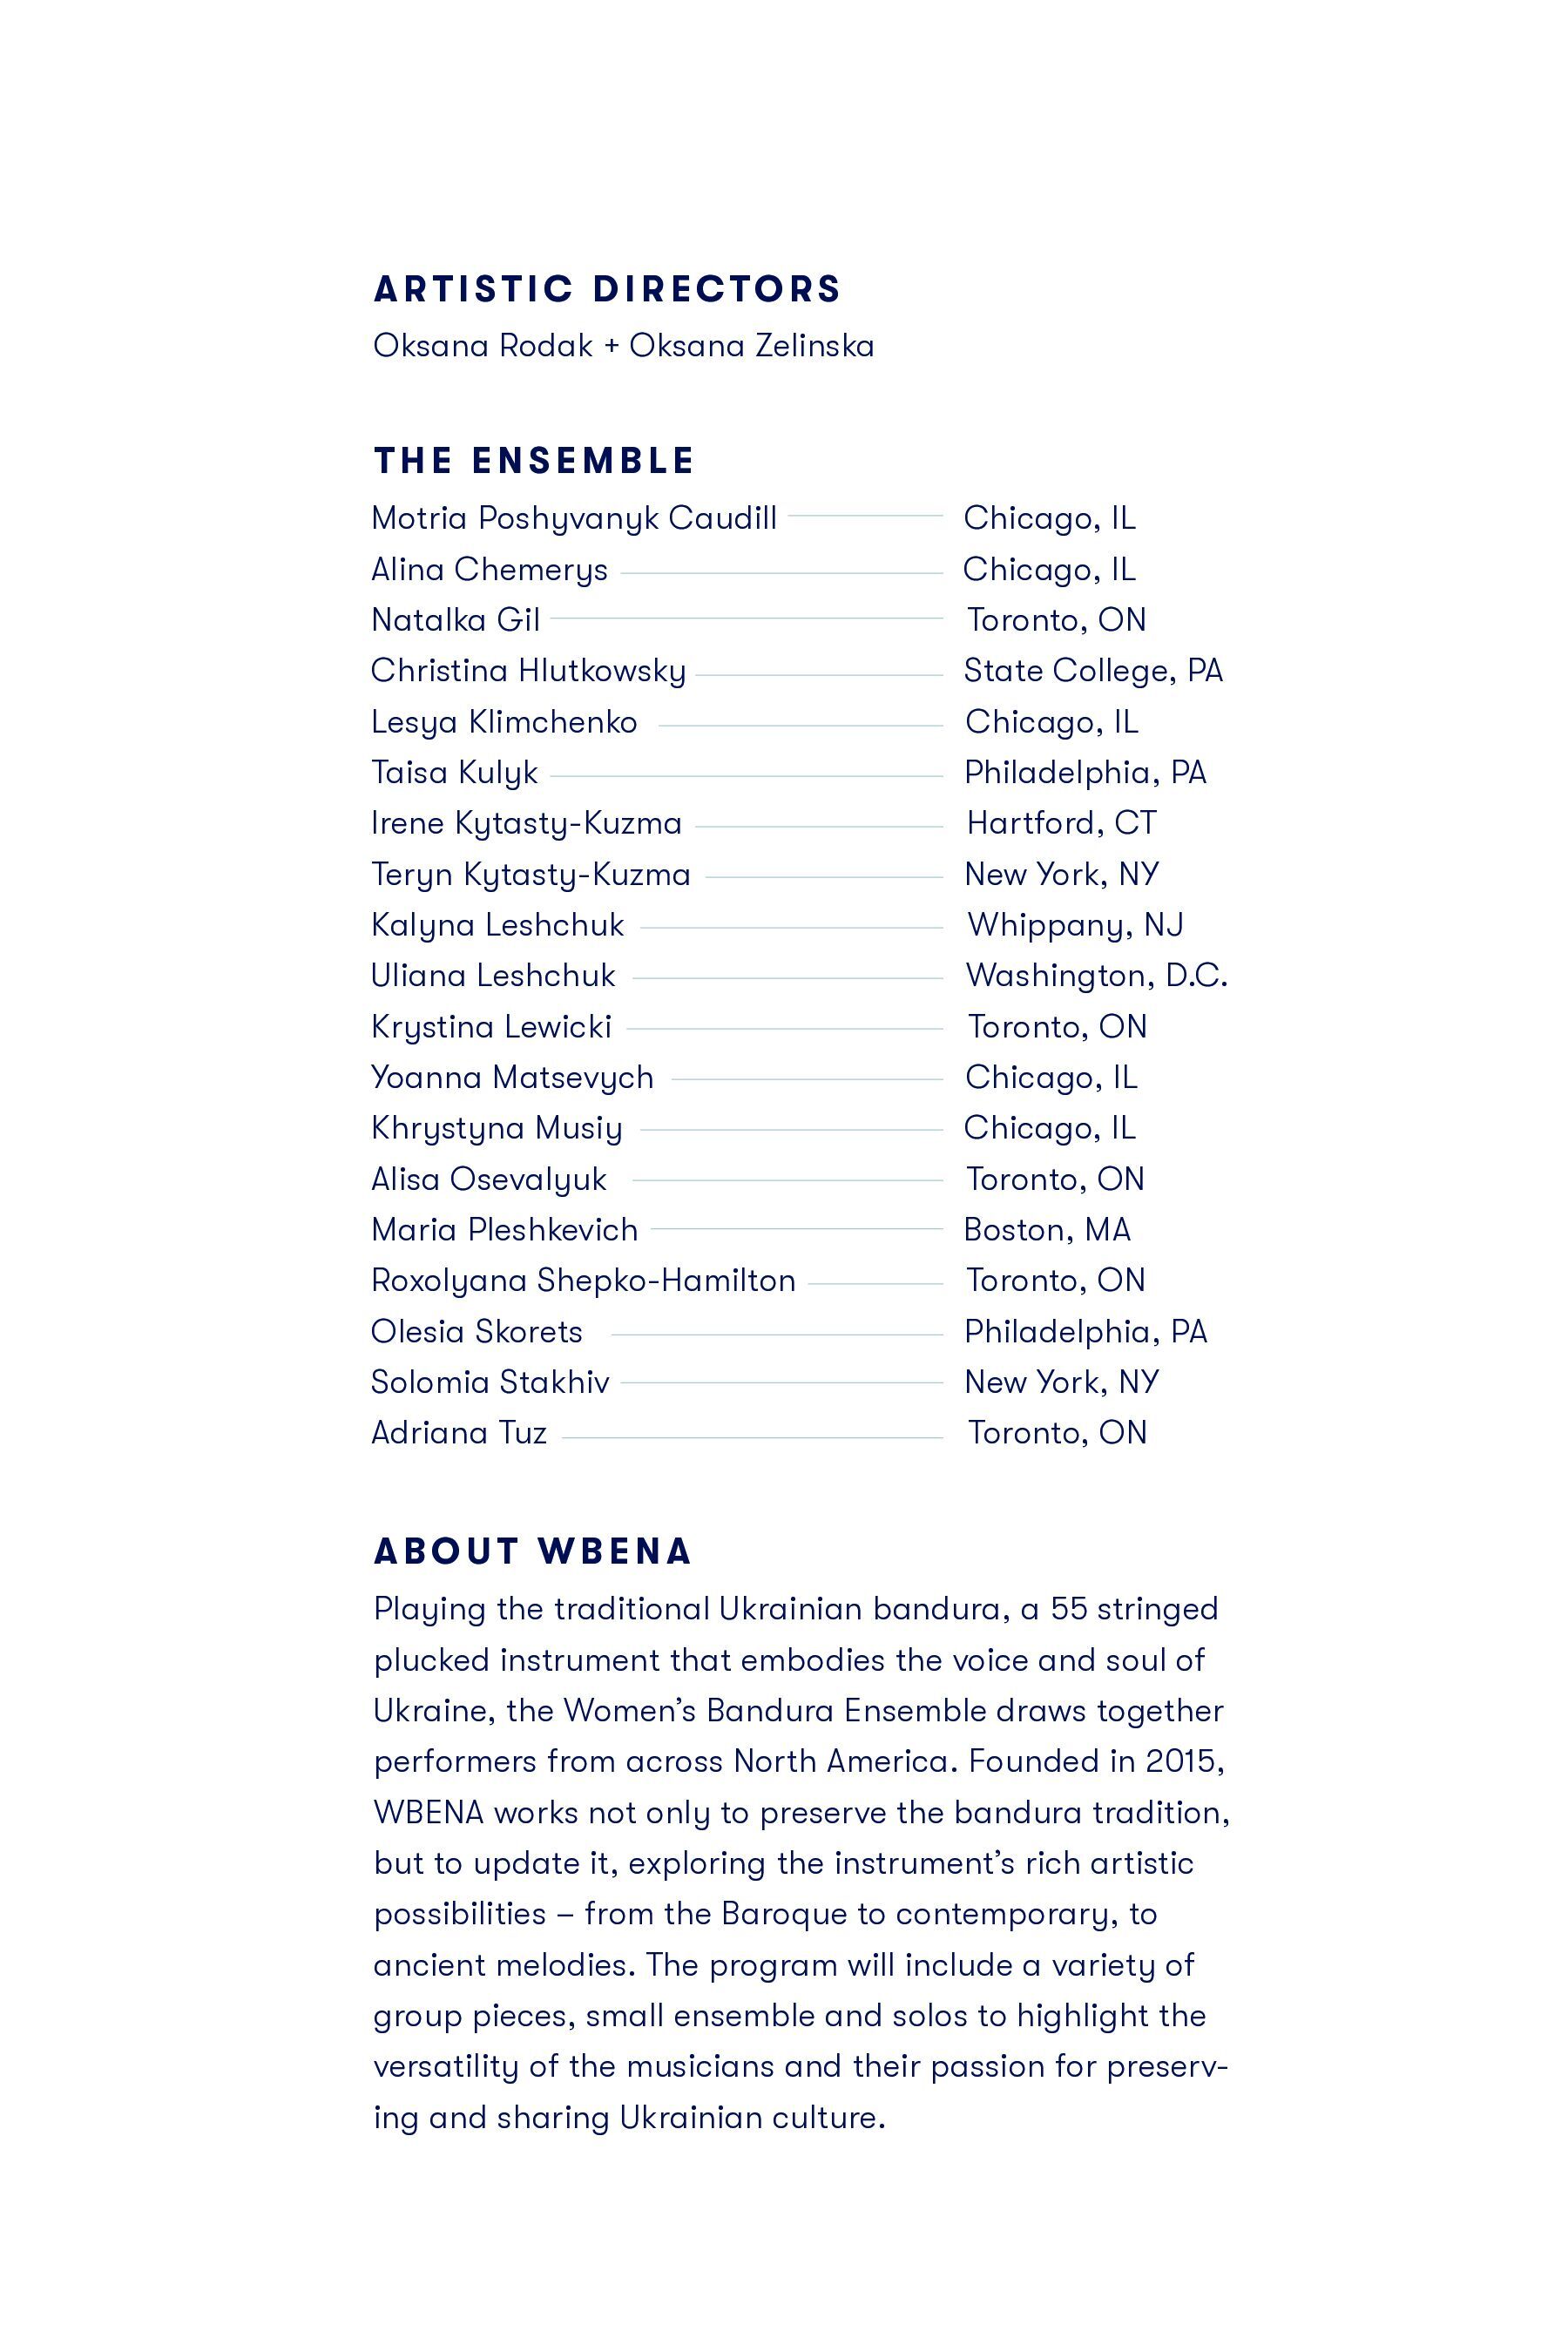 ARTISTIC DIRECTORS
Oksana Rodak + Oksana Zelinska
THE ENSEMBLE
Motria Poshyvanyk Caudill Chicago, IL
Alina Chemerys Chicago, IL
Natalka Gil Toronto, ON
Christina Hlutkowsky State College, PA
Lesya Klimchenko Chicago, IL
Taisa Kulyk Philadelphia, PA
Irene Kytasty-Kuzma Hartford, CT
Teryn Kytasty-Kuzma New York, NY
Kalyna Leshchuk Whippany, NJ
Uliana Leshchuk Washington, D.C.
Krystina Lewicki Toronto, ON
Yoanna Matsevych Chicago, IL
Khrystyna Musiy Chicago, IL
Alisa Osevalyuk Toronto, ON
Maria Pleshkevich Boston, MA
Roxolyana Shepko-Hamilton Toronto, ON
Olesia Skorets Philadelphia, PA
Solomia Stakhiv New York, NY
Adriana Tuz Toronto, ON
ABOUT WBENA
Playing the traditional Ukrainian bandura, a 55 stringed
plucked instrument that embodies the voice and soul of
Ukraine, the Women’s Bandura Ensemble draws together
performers from across North America. Founded in 2015,
WBENA works not only to preserve the bandura tradition,
but to update it, exploring the instrument’s rich artistic
possibilities – from the Baroque to contemporary, to
ancient melodies. The program will include a variety of
group pieces, small ensemble and solos to highlight the
versatility of the musicians and their passion for preserv-
ing and sharing Ukrainian culture.